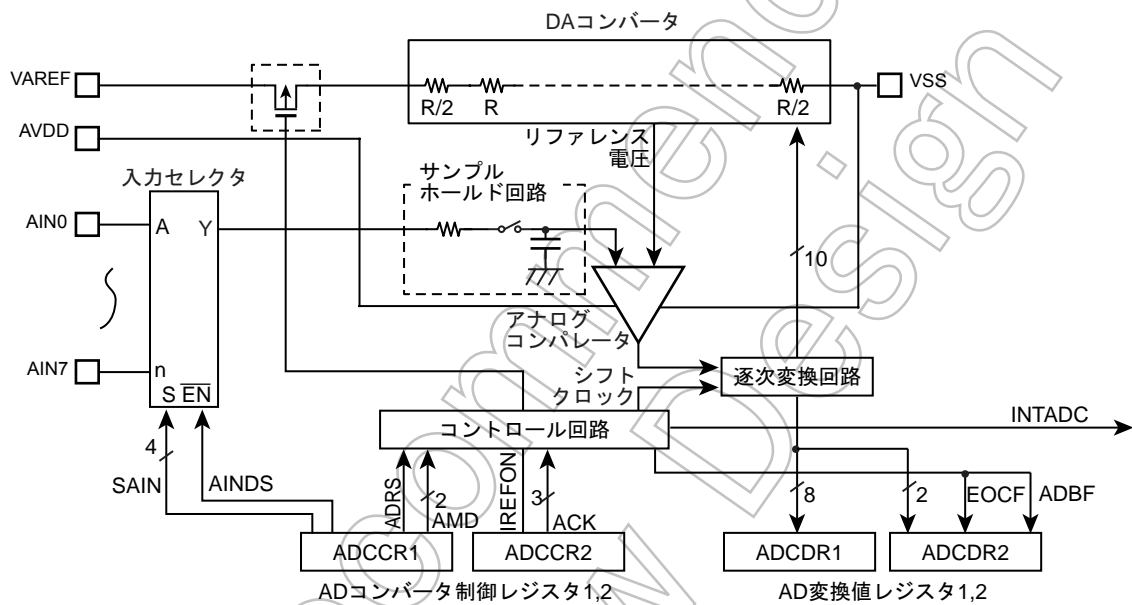 DAコンバータ
VAREF
VSS
R/2
R
R/2
AVDD
リファレンス
電圧
入力セレクタ
サンプル
ホールド回路
AIN0
A
Y
10
アナログ
コンパレータ
AIN7
n
シフト
クロック
逐次変換回路
S EN
コントロール回路
INTADC
4
SAIN
AINDS
ADRS
2
AMD
IREFON
3
ACK
8
2
EOCF
ADBF
ADCCR1
ADCCR2
ADCDR1
ADCDR2
ADコンバータ制御レジスタ1,2
AD変換値レジスタ1,2